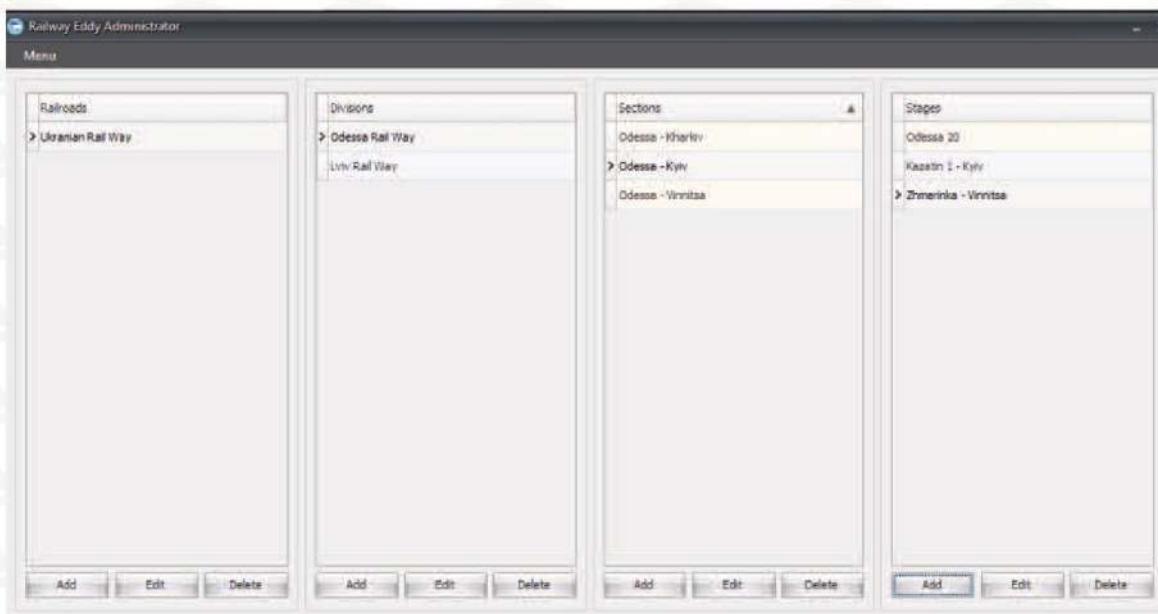 Railway Eddy Administrator
Menu
Railroads
Ukranian Rail Way
Add Edit Delete
Divisions
Odessa Rail Way
Lviv Rail Way
Add Edit Delete
Sections
Odessa - Kharkiv
Odessa - Kyiv
Odessa - Vinnitsa
Add Edit Delete
Stages
Odessa 20
Kazatin 1 - Kyiv
Zhmerinka - Vinnitsa
Add Edit Delete